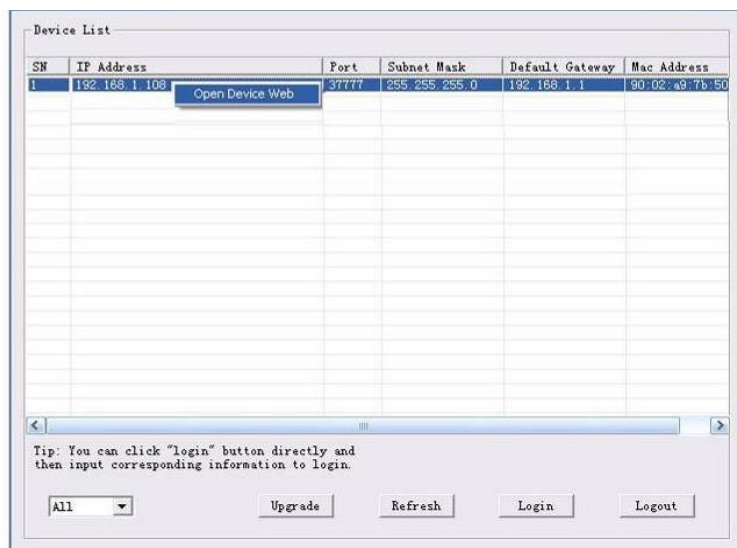 Device List
SN IP Address Port Subnet Mask Default Gateway Mac Address
1 192.168.1.108 37777 255.255.255.0 192.168.1.1 90:02:a9:7b:50
Open Device Web
Tip: You can click "login" button directly and
then input corresponding information to login.
All Upgrade Refresh Login Logout